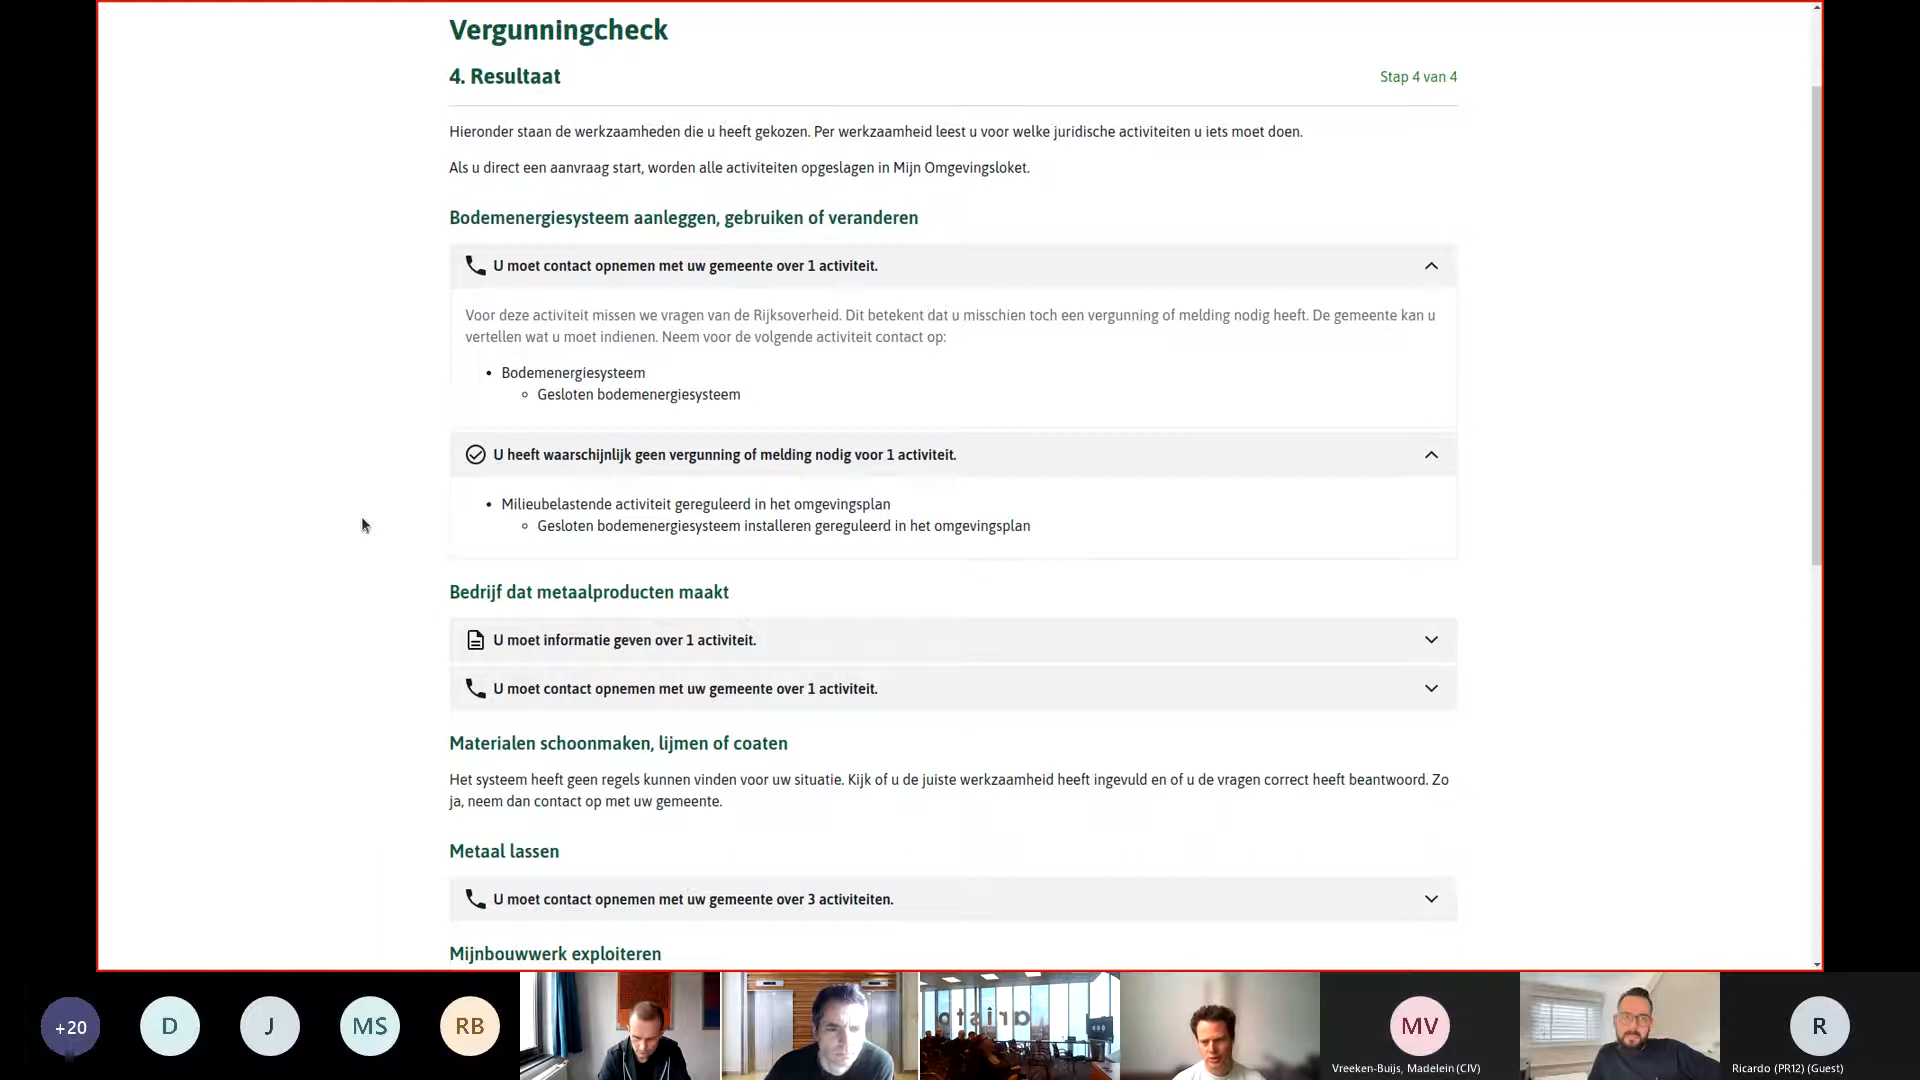 Vergunningcheck
4. Resultaat
Stap 4 van 4
Hieronder staan de werkzaamheden die u heeft gekozen. Per werkzaamheid leest u voor welke juridische activiteiten u iets moet doen.
Als u direct een aanvraag start, worden alle activiteiten opgeslagen in Mijn Omgevingsloket.
Bodemenergiesysteem aanleggen, gebruiken of veranderen
U moet contact opnemen met uw gemeente over 1 activiteit.
Voor deze activiteit missen we vragen van de Rijksoverheid. Dit betekent dat u misschien toch een vergunning of melding nodig heeft. De gemeente kan u
vertellen wat u moet indienen. Neem voor de volgende activiteit contact op:
• Bodemenergiesysteem
◦ Gesloten bodemenergiesysteem
U heeft waarschijnlijk geen vergunning of melding nodig voor 1 activiteit.
• Milieubelastende activiteit gereguleerd in het omgevingsplan
◦ Gesloten bodemenergiesysteem installeren gereguleerd in het omgevingsplan
Bedrijf dat metaalproducten maakt
U moet informatie geven over 1 activiteit.
U moet contact opnemen met uw gemeente over 1 activiteit.
Materialen schoonmaken, lijmen of coaten
Het systeem heeft geen regels kunnen vinden voor uw situatie. Kijk of u de juiste werkzaamheid heeft ingevuld en of u de vragen correct heeft beantwoord. Zo
ja, neem dan contact op met uw gemeente.
Metaal lassen
U moet contact opnemen met uw gemeente over 3 activiteiten.
Mijnbouwwerk exploiteren
+20
D
J
MS
RB
arist
MV
Vreeken-Buijs, Madelein (CIV)
R
Ricardo (PR12) (Guest)